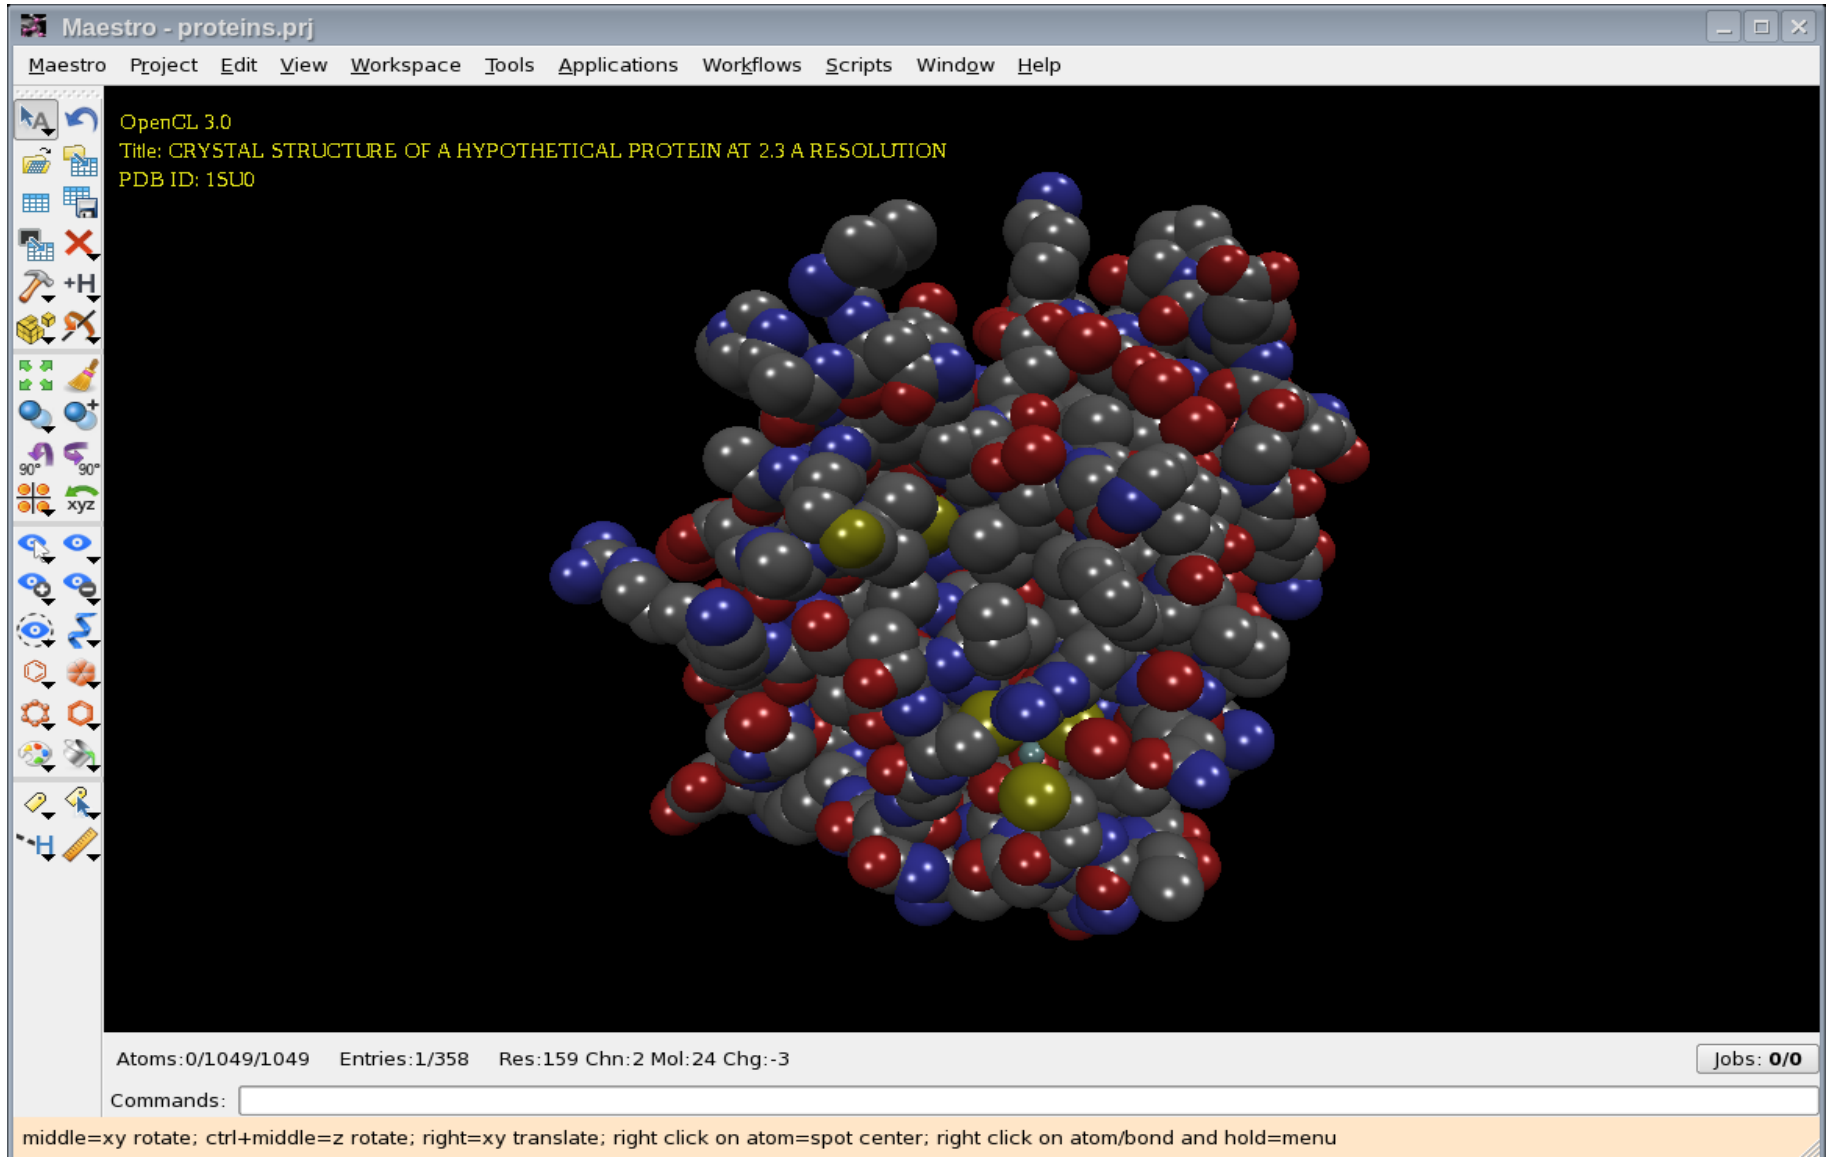 Maestro - proteins.prj
Maestro Project Edit View Workspace Tools Applications Workflows Scripts Window Help
A
OpenCL 3.0
Title: CRYSTAL STRUCTURE OF A HYPOTHETICAL PROTEIN AT 2.3 A RESOLUTION
PDB ID: 1SU0
+H
90° 90°
xyz
H
Atoms:0/1049/1049 Entries:1/358 Res:159 Chn:2 Mol:24 Chg:-3 Jobs: 0/0
Commands:
middle=xy rotate; ctrl+middle=z rotate; right=xy translate; right click on atom=spot center; right click on atom/bond and hold=menu